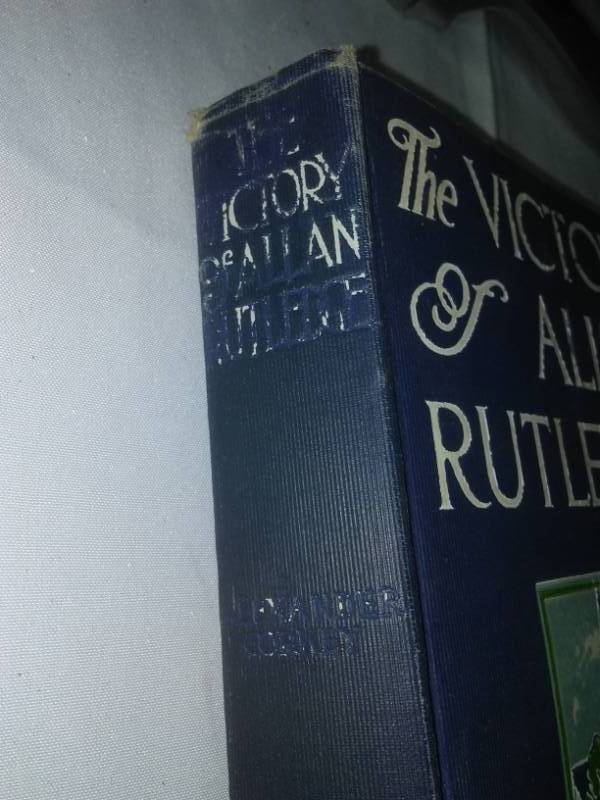 THE
VICTORY
OF ALLAN
RUTLEDGE
ALEXANDER
CORKEY
The VICTO
of ALL
RUTLE